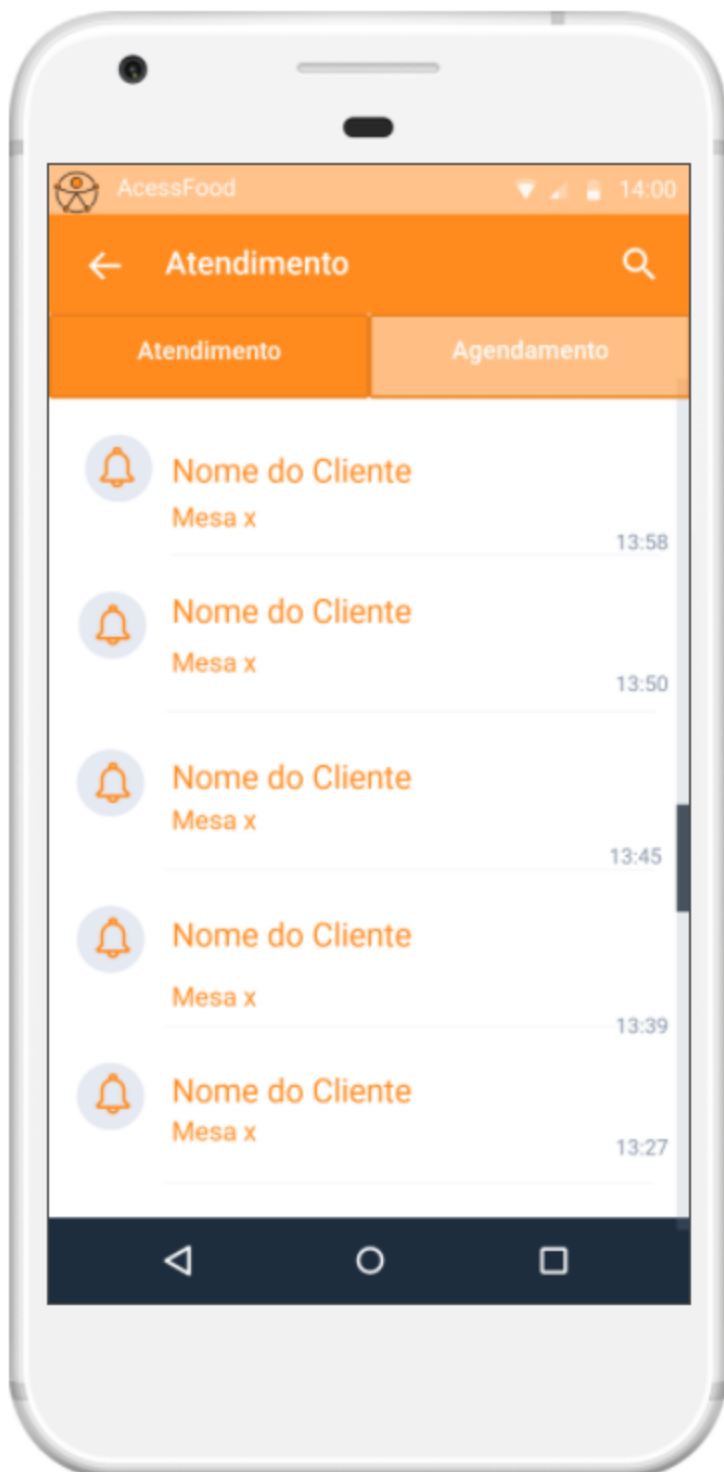 AcessFood 14:00
Atendimento
Atendimento Agendamento
Nome do Cliente
Mesa x
13:58
Nome do Cliente
Mesa x
13:50
Nome do Cliente
Mesa x
13:45
Nome do Cliente
Mesa x
13:39
Nome do Cliente
Mesa x
13:27